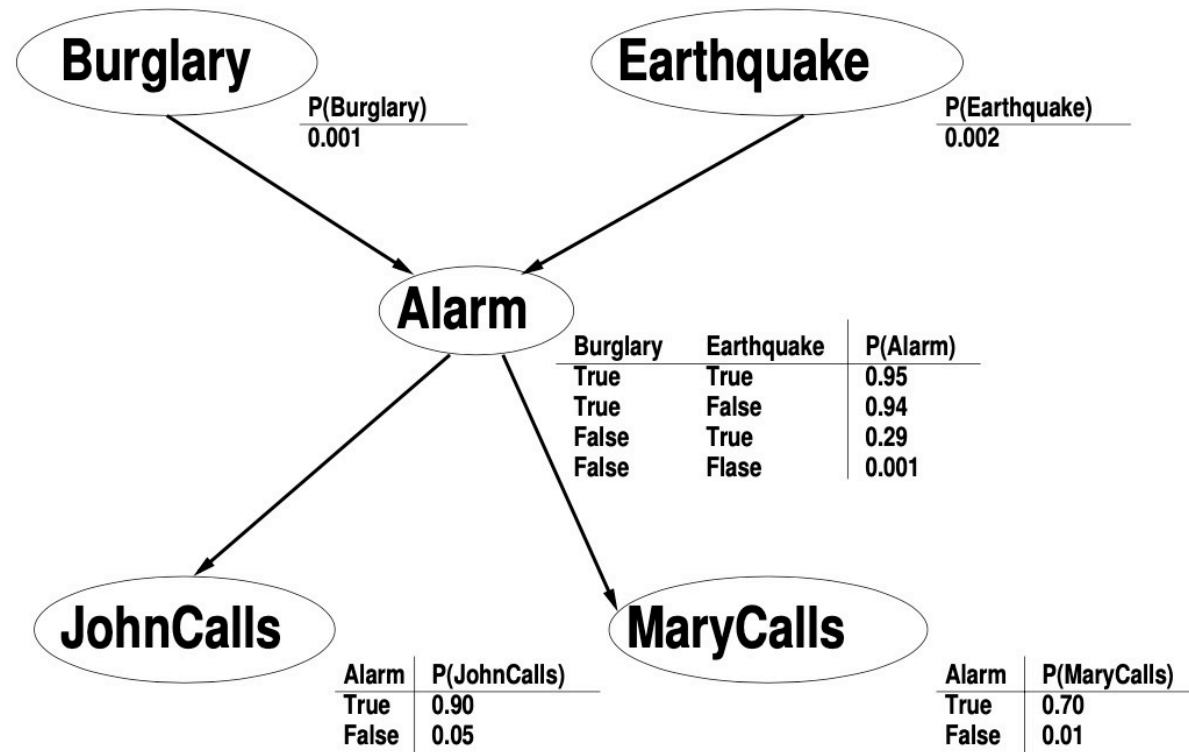 Burglary
Earthquake
P(Burglary)
0.001
P(Earthquake)
0.002
Alarm
Burglary Earthquake P(Alarm)
True True 0.95
True False 0.94
False True 0.29
False Flase 0.001
JohnCalls
MaryCalls
Alarm P(JohnCalls)
True 0.90
False 0.05
Alarm P(MaryCalls)
True 0.70
False 0.01